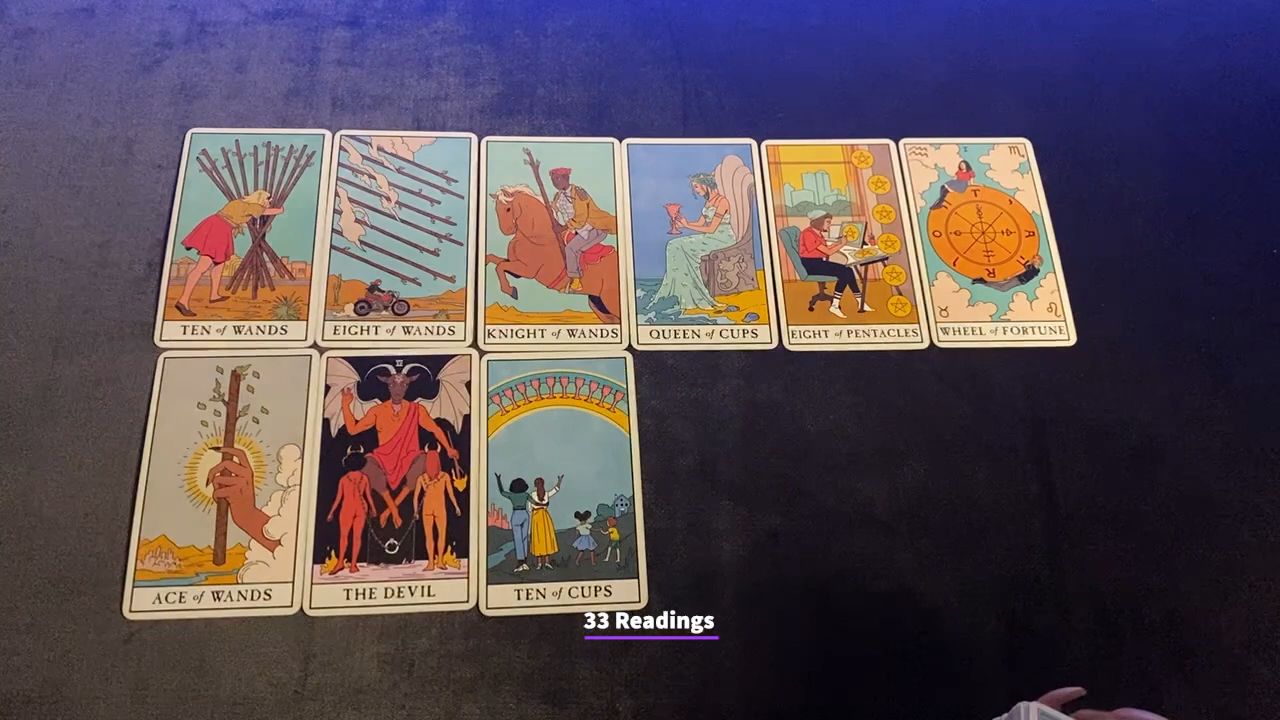 TEN of WANDS
EIGHT of WANDS
KNIGHT of WANDS
QUEEN of CUPS
EIGHT of PENTACLES
WHEEL of FORTUNE
T
A
R
O
ACE of WANDS
THE DEVIL
TEN of CUPS
33 Readings